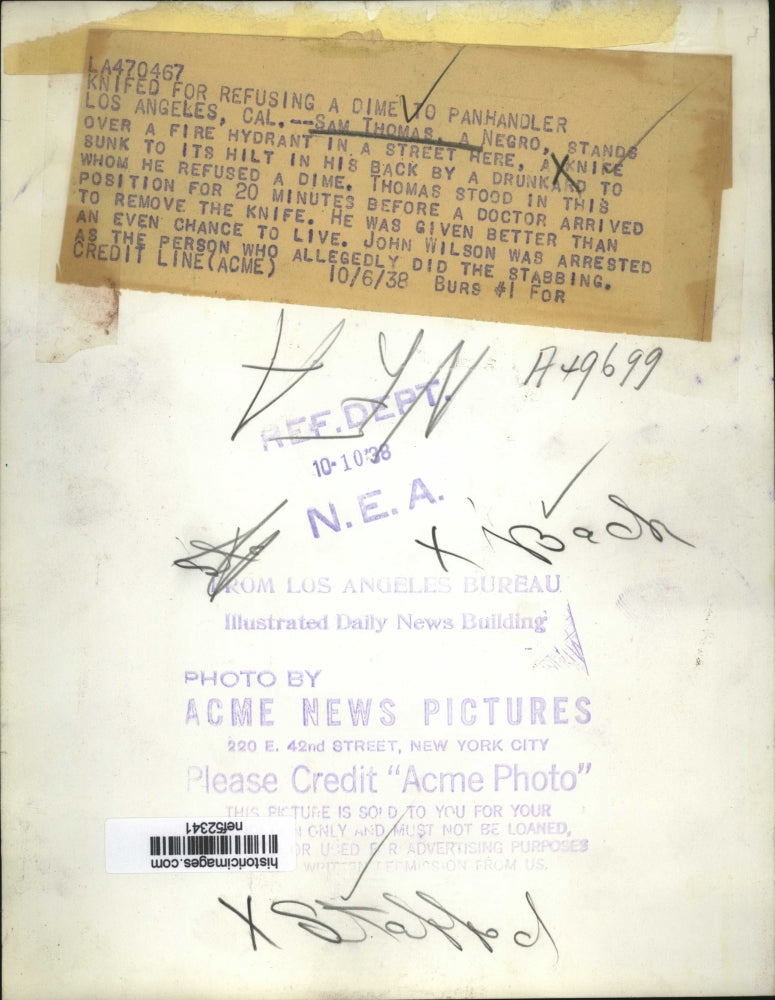 LA470467
KNIFED FOR REFUSING A DIME TO PANHANDLER
LOS ANGELES, CAL.--SAM THOMAS, A NEGRO, STANDS
OVER A FIRE HYDRANT IN A STREET HERE, A KNIFE
SUNK TO ITS HILT IN HIS BACK BY A DRUNKARD TO
WHOM HE REFUSED A DIME. THOMAS STOOD IN THIS
POSITION FOR 20 MINUTES BEFORE A DOCTOR ARRIVED
TO REMOVE THE KNIFE. HE WAS GIVEN BETTER THAN
AN EVEN CHANCE TO LIVE. JOHN WILSON WAS ARRESTED
AS THE PERSON WHO ALLEGEDLY DID THE STABBING.
CREDIT LINE(ACME) 10/6/38 BURS #1 FOR
A49699
REF. DEPT.
10-10 38
N. E. A.
X Back
FROM LOS ANGELES BUREAU
Illustrated Daily News Building
PHOTO BY
ACME NEWS PICTURES
220 E. 42nd STREET, NEW YORK CITY
Please Credit "Acme Photo"
THIS PICTURE IS SOLD TO YOU FOR YOUR
N ONLY AND MUST NOT BE LOANED,
OR USED FOR ADVERTISING PURPOSES
WRITTEN PERMISSION FROM US.
historicimages.com
nef52341
X Stabbed